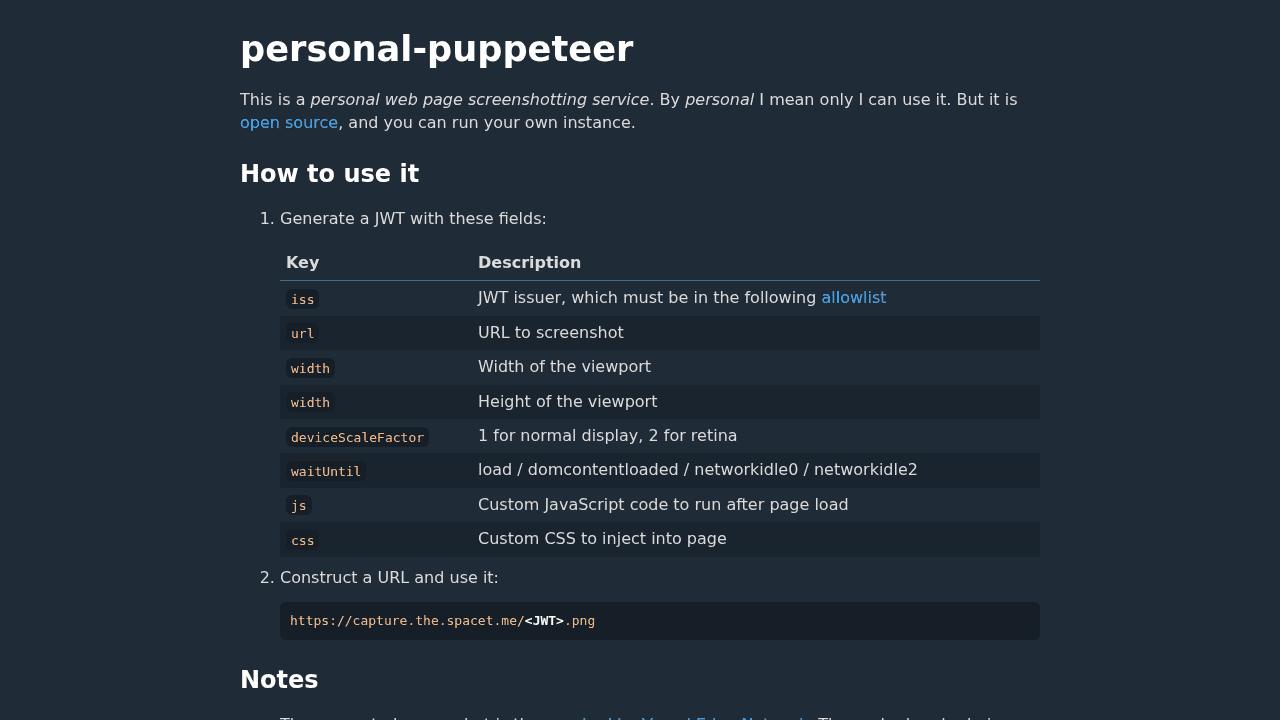 personal-puppeteer
This is a personal web page screenshotting service. By personal I mean only I can use it. But it is
open source, and you can run your own instance.
How to use it
1. Generate a JWT with these fields:
Key Description
iss JWT issuer, which must be in the following allowlist
url URL to screenshot
width Width of the viewport
width Height of the viewport
deviceScaleFactor 1 for normal display, 2 for retina
waitUntil load / domcontentloaded / networkidle0 / networkidle2
js Custom JavaScript code to run after page load
css Custom CSS to inject into page
2. Construct a URL and use it:
https://capture.the.spacet.me/<JWT>.png
Notes